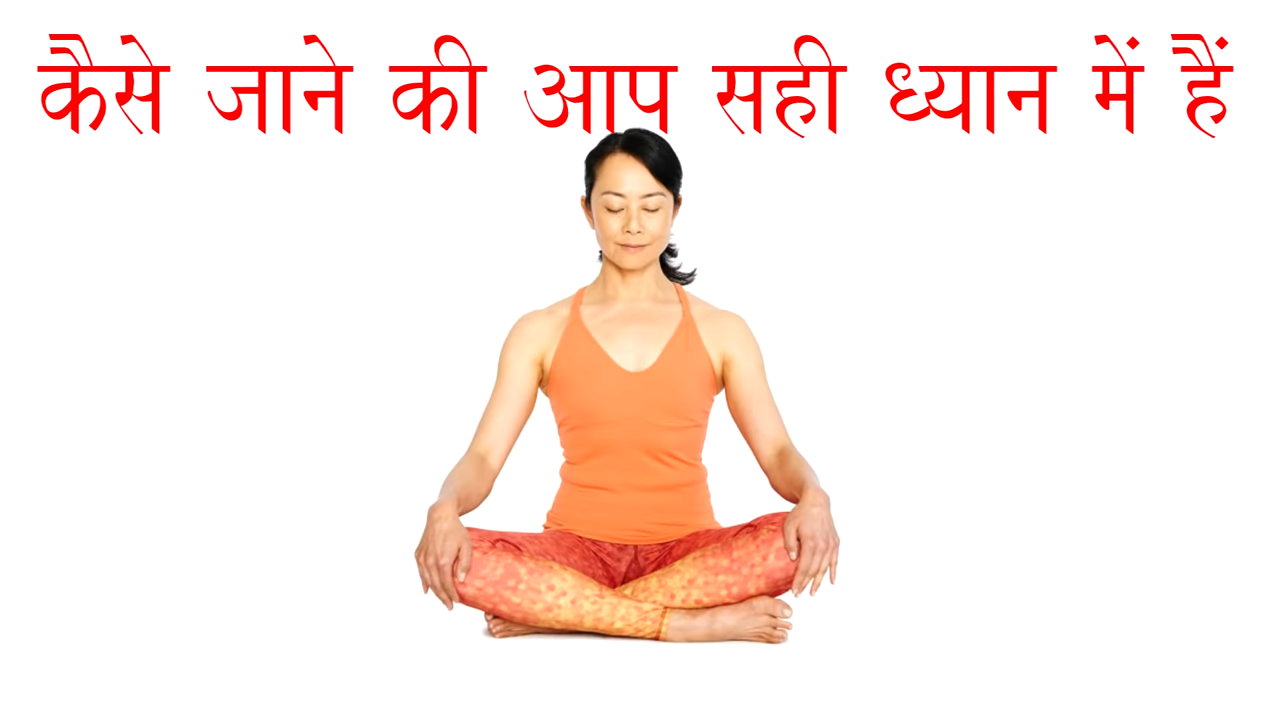 कैसे जाने की आप सही ध्यान में हैं